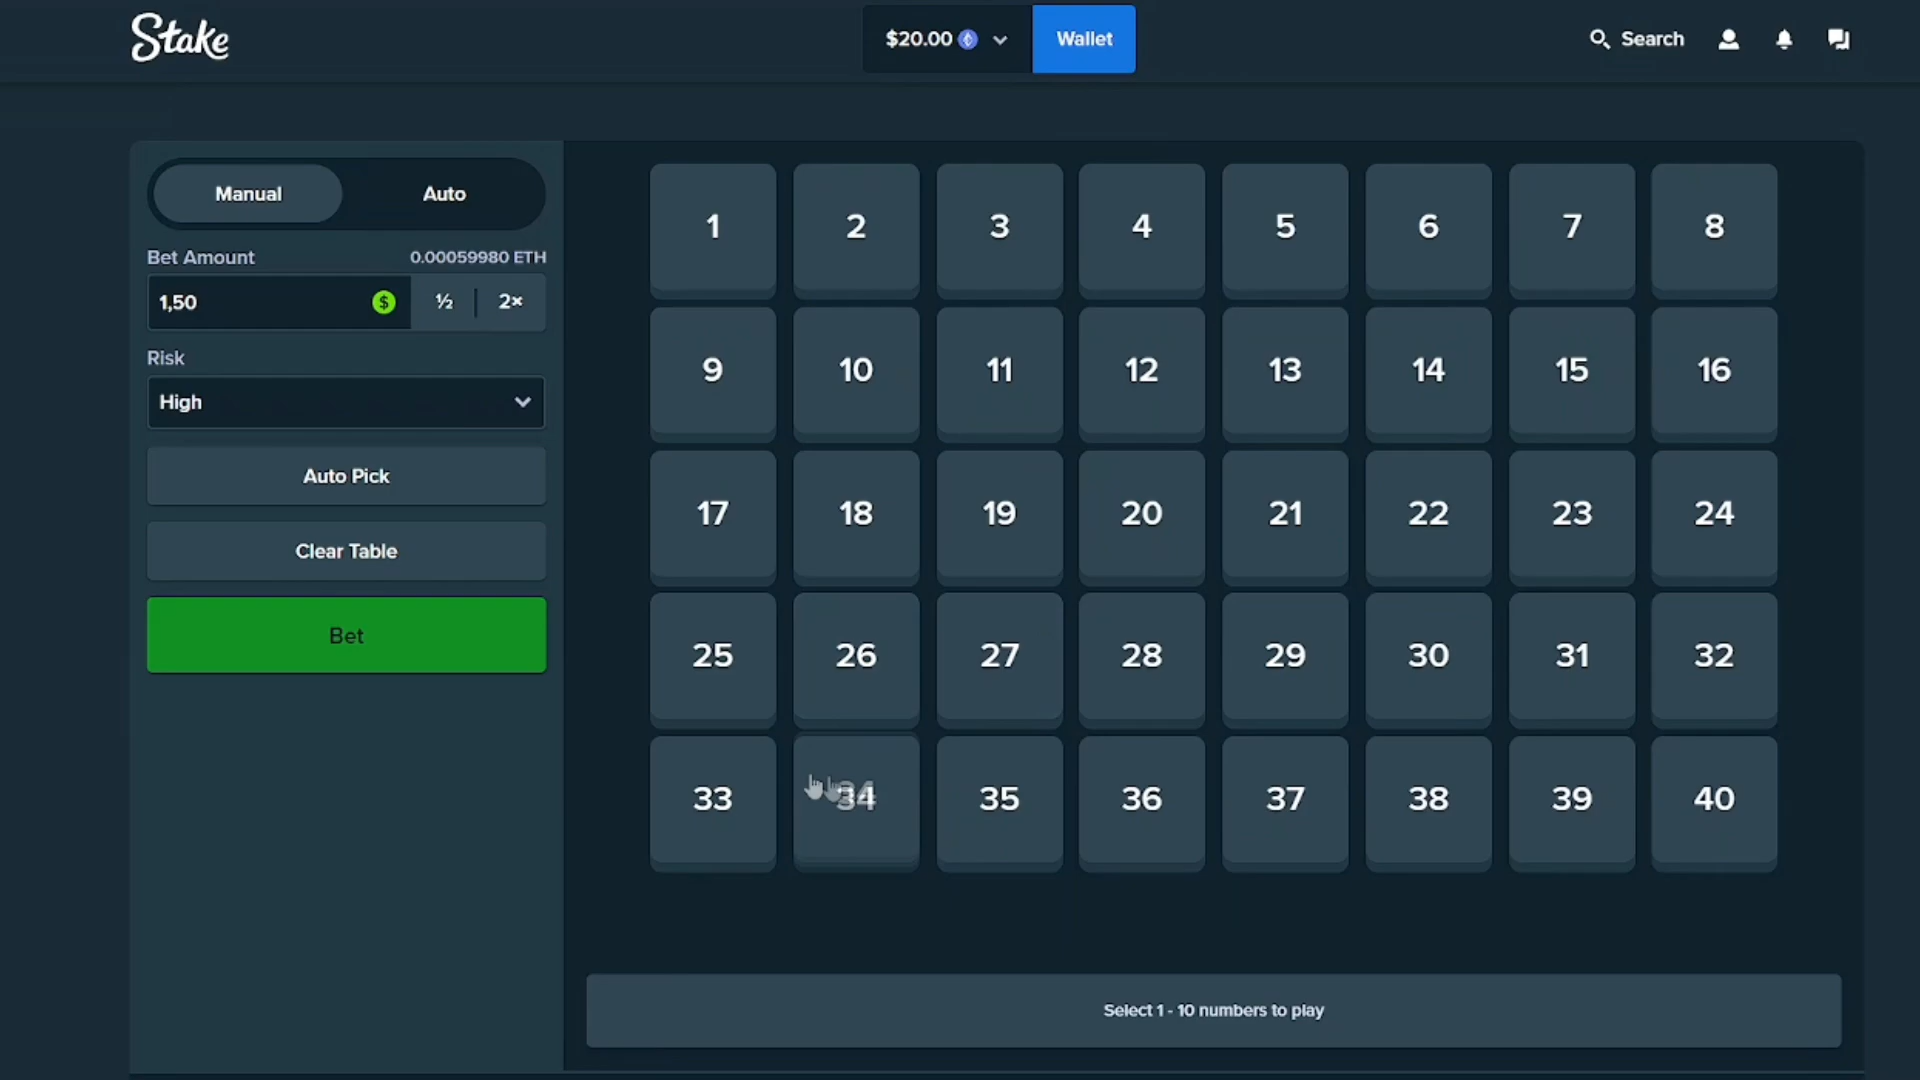 Stake
$20.00
Wallet
Search
Manual
Auto
Bet Amount
0.00059980 ETH
1,50
$
½
2×
Risk
High
Auto Pick
Clear Table
Bet
1 2 3 4 5 6 7 8
9 10 11 12 13 14 15 16
17 18 19 20 21 22 23 24
25 26 27 28 29 30 31 32
33 34 35 36 37 38 39 40
Select 1 - 10 numbers to play